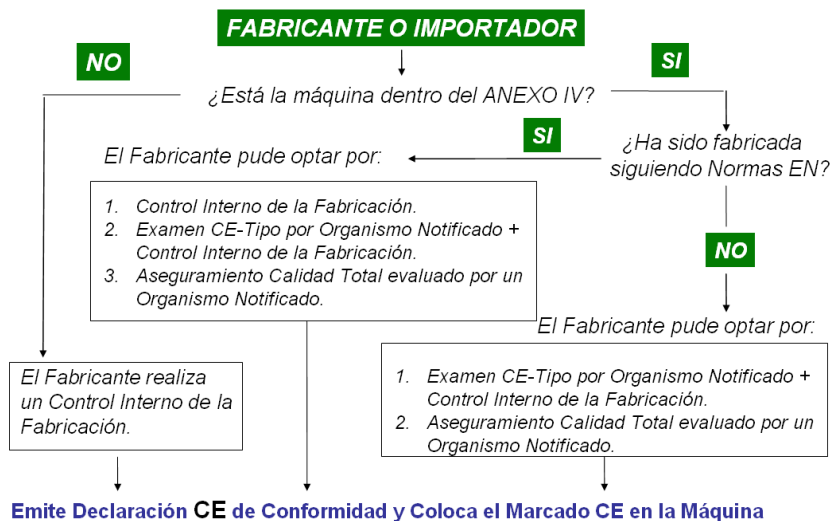 FABRICANTE O IMPORTADOR
NO
SI
¿Está la máquina dentro del ANEXO IV?
SI
¿Ha sido fabricada
siguiendo Normas EN?
El Fabricante pude optar por:
1. Control Interno de la Fabricación.
2. Examen CE-Tipo por Organismo Notificado +
Control Interno de la Fabricación.
3. Aseguramiento Calidad Total evaluado por un
Organismo Notificado.
NO
El Fabricante pude optar por:
El Fabricante realiza
un Control Interno de la
Fabricación.
1. Examen CE-Tipo por Organismo Notificado +
Control Interno de la Fabricación.
2. Aseguramiento Calidad Total evaluado por un
Organismo Notificado.
Emite Declaración CE de Conformidad y Coloca el Marcado CE en la Máquina